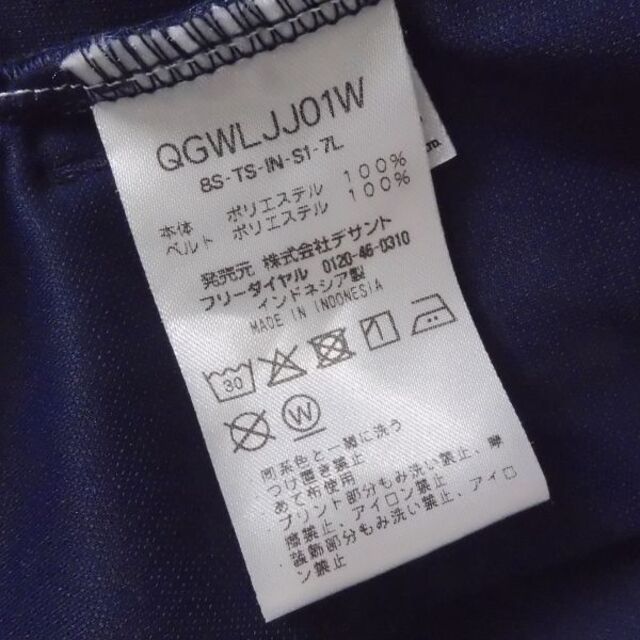 QGWLJJ01W
8S-TS-IN-S1-7L
本体 ポリエステル 100%
ベルト ポリエステル 100%
発売元 株式会社デサント
フリーダイヤル 0120-46-0310
インドネシア製
MADE IN INDONESIA
30
W
同系色と一緒に洗う
つけ置き禁止
あて布使用
プリント部分もみ洗い禁止、摩
擦禁止、アイロン禁止
装飾部分もみ洗い禁止、アイロ
ン禁止